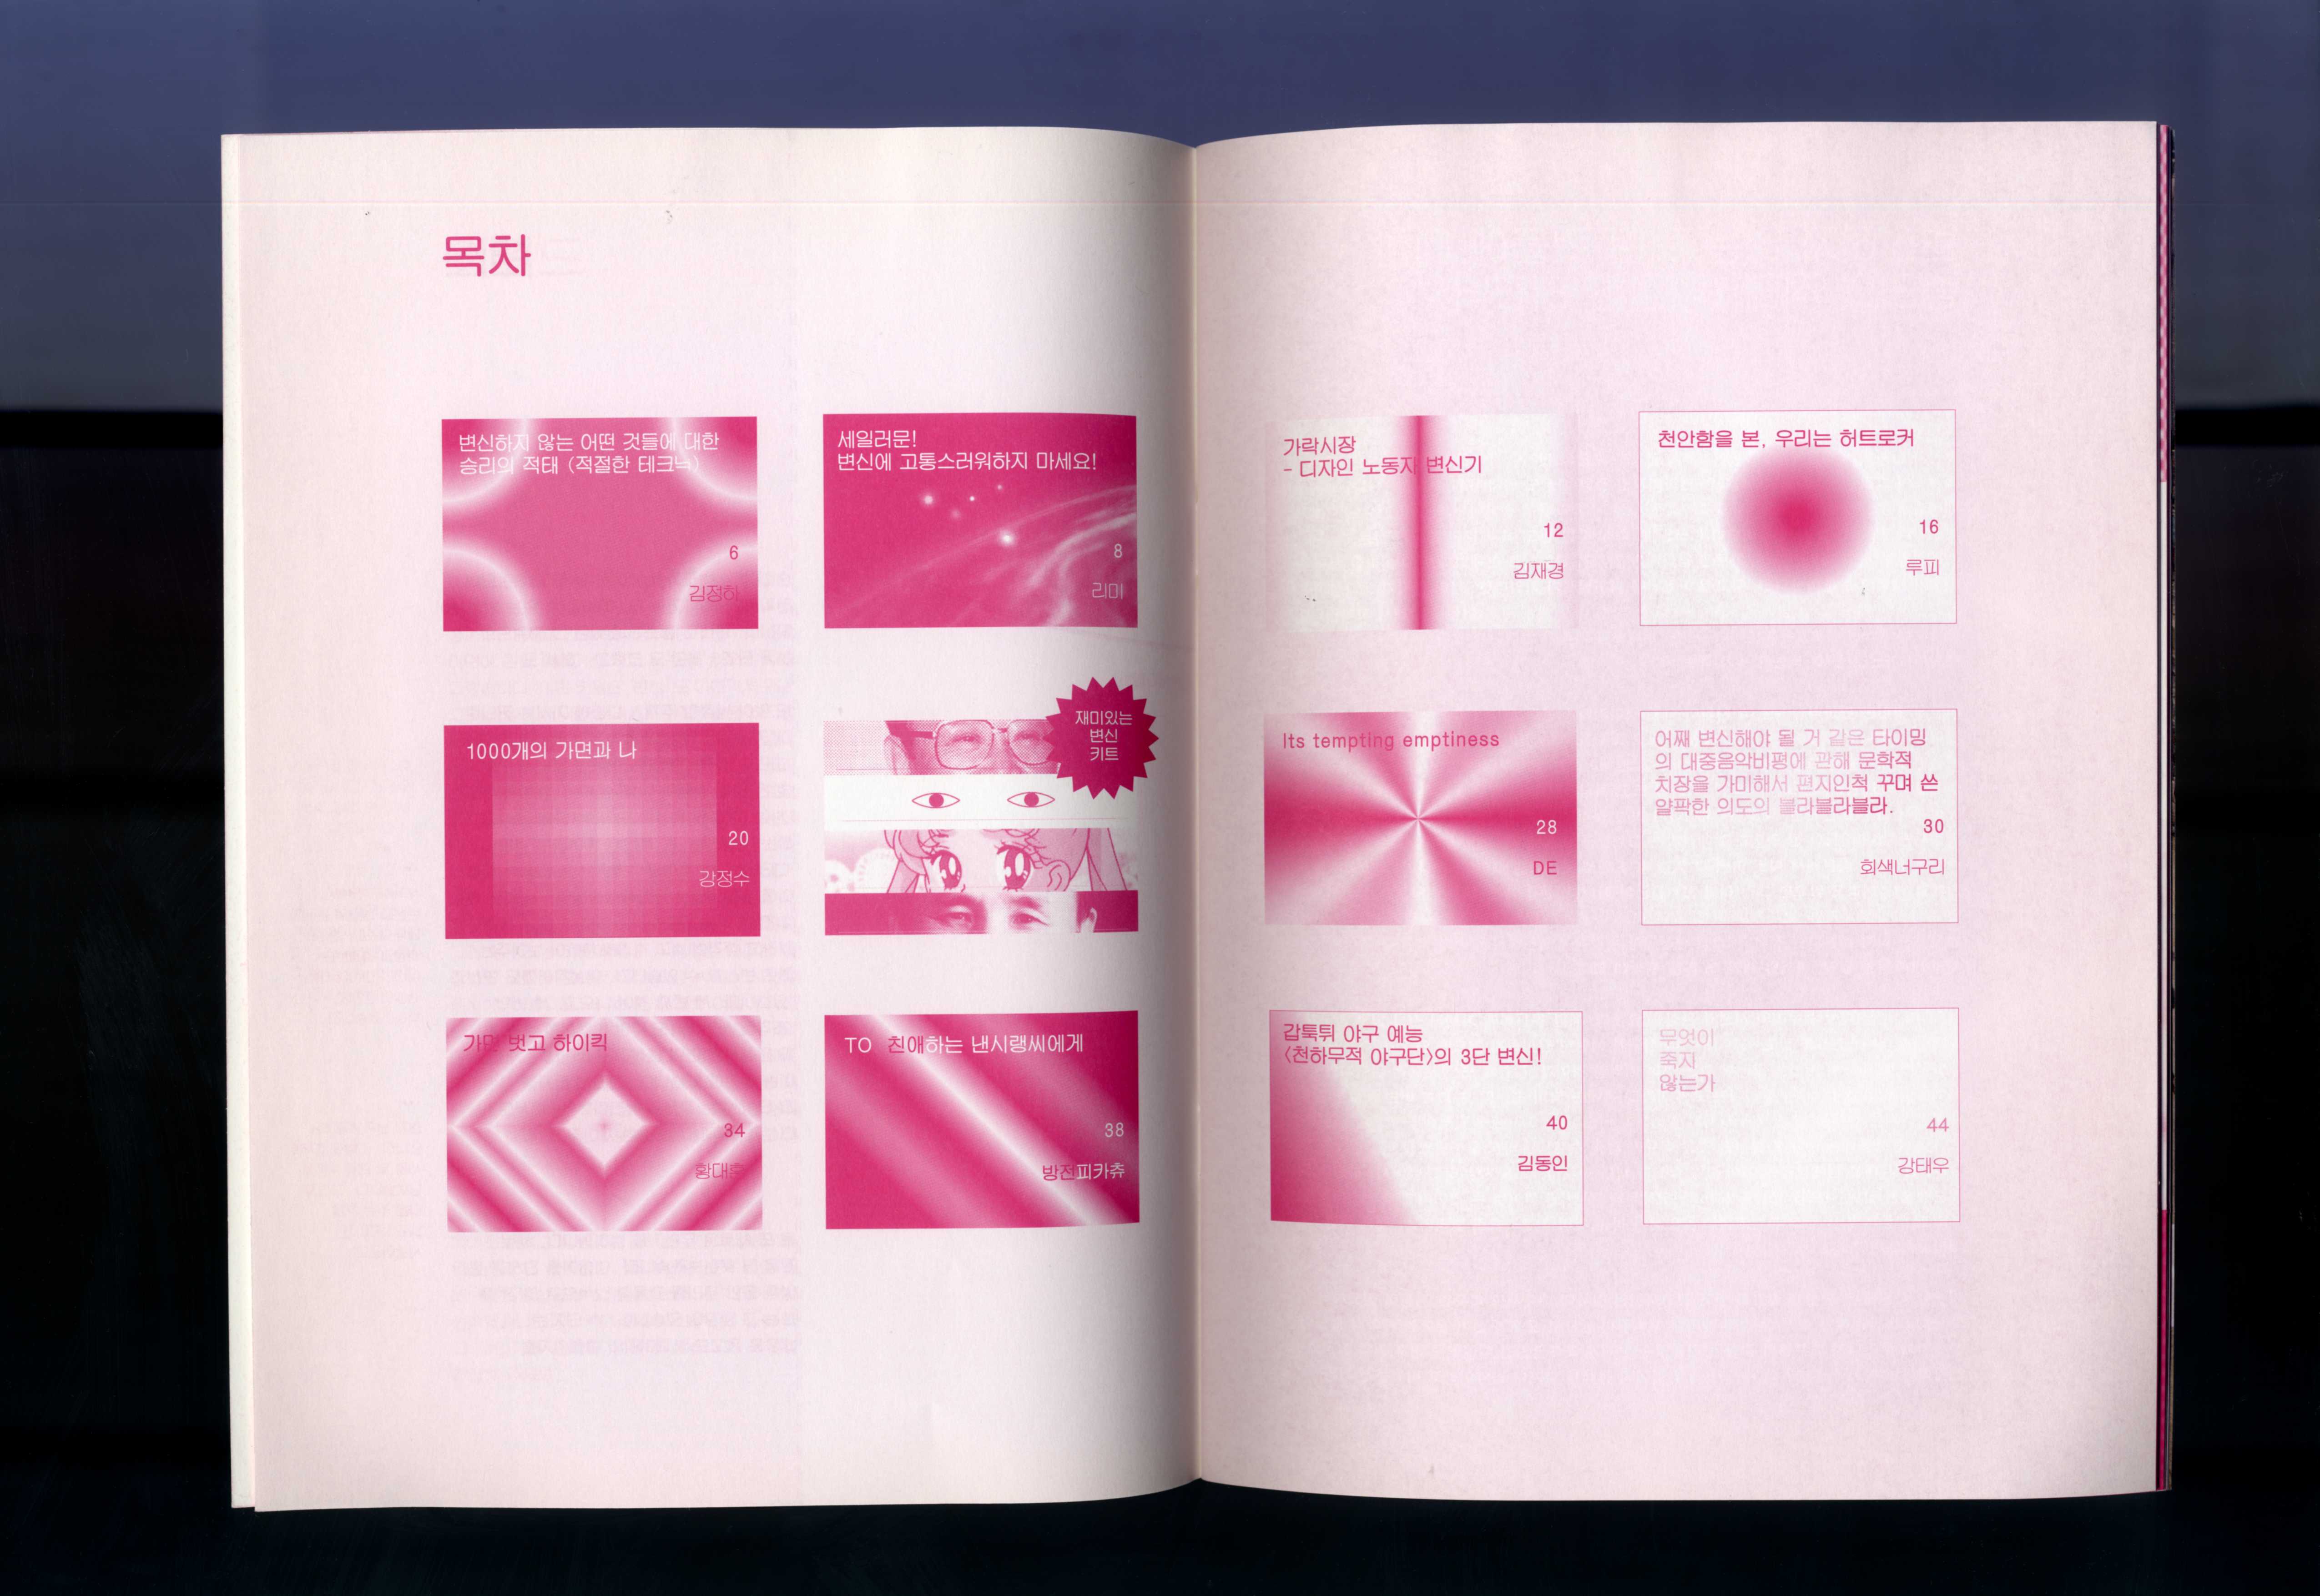 목차
변신하지 않는 어떤 것들에 대한
승리의 적태 (적절한 테크닉)
6
김정하
세일러문!
변신에 고통스러워하지 마세요!
8
리미
가락시장
- 디자인 노동자 변신기
12
김재경
천안함을 본, 우리는 허트로커
16
루피
1000개의 가면과 나
20
강정수
재미있는
변신
키트
Its tempting emptiness
28
DE
어째 변신해야 될 거 같은 타이밍
의 대중음악비평에 관해 문학적
치장을 가미해서 편지인척 꾸며 쓴
얄팍한 의도의 블라블라블라.
30
회색너구리
가면 벗고 하이킥
34
TO 친애하는 낸시랭씨에게
38
방전피카츄
갑툭튀 야구 예능
<천하무적 야구단>의 3단 변신!
40
김동인
무엇이
죽지
않는가
44
강태우